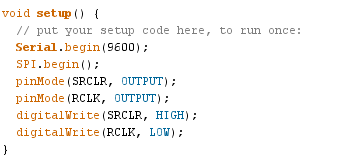 void setup() {
  // put your setup code here, to run once:
  Serial.begin(9600);
  SPI.begin();
  pinMode(SRCLR, OUTPUT);
  pinMode(RCLK, OUTPUT);
  digitalWrite(SRCLR, HIGH);
  digitalWrite(RCLK, LOW);
}